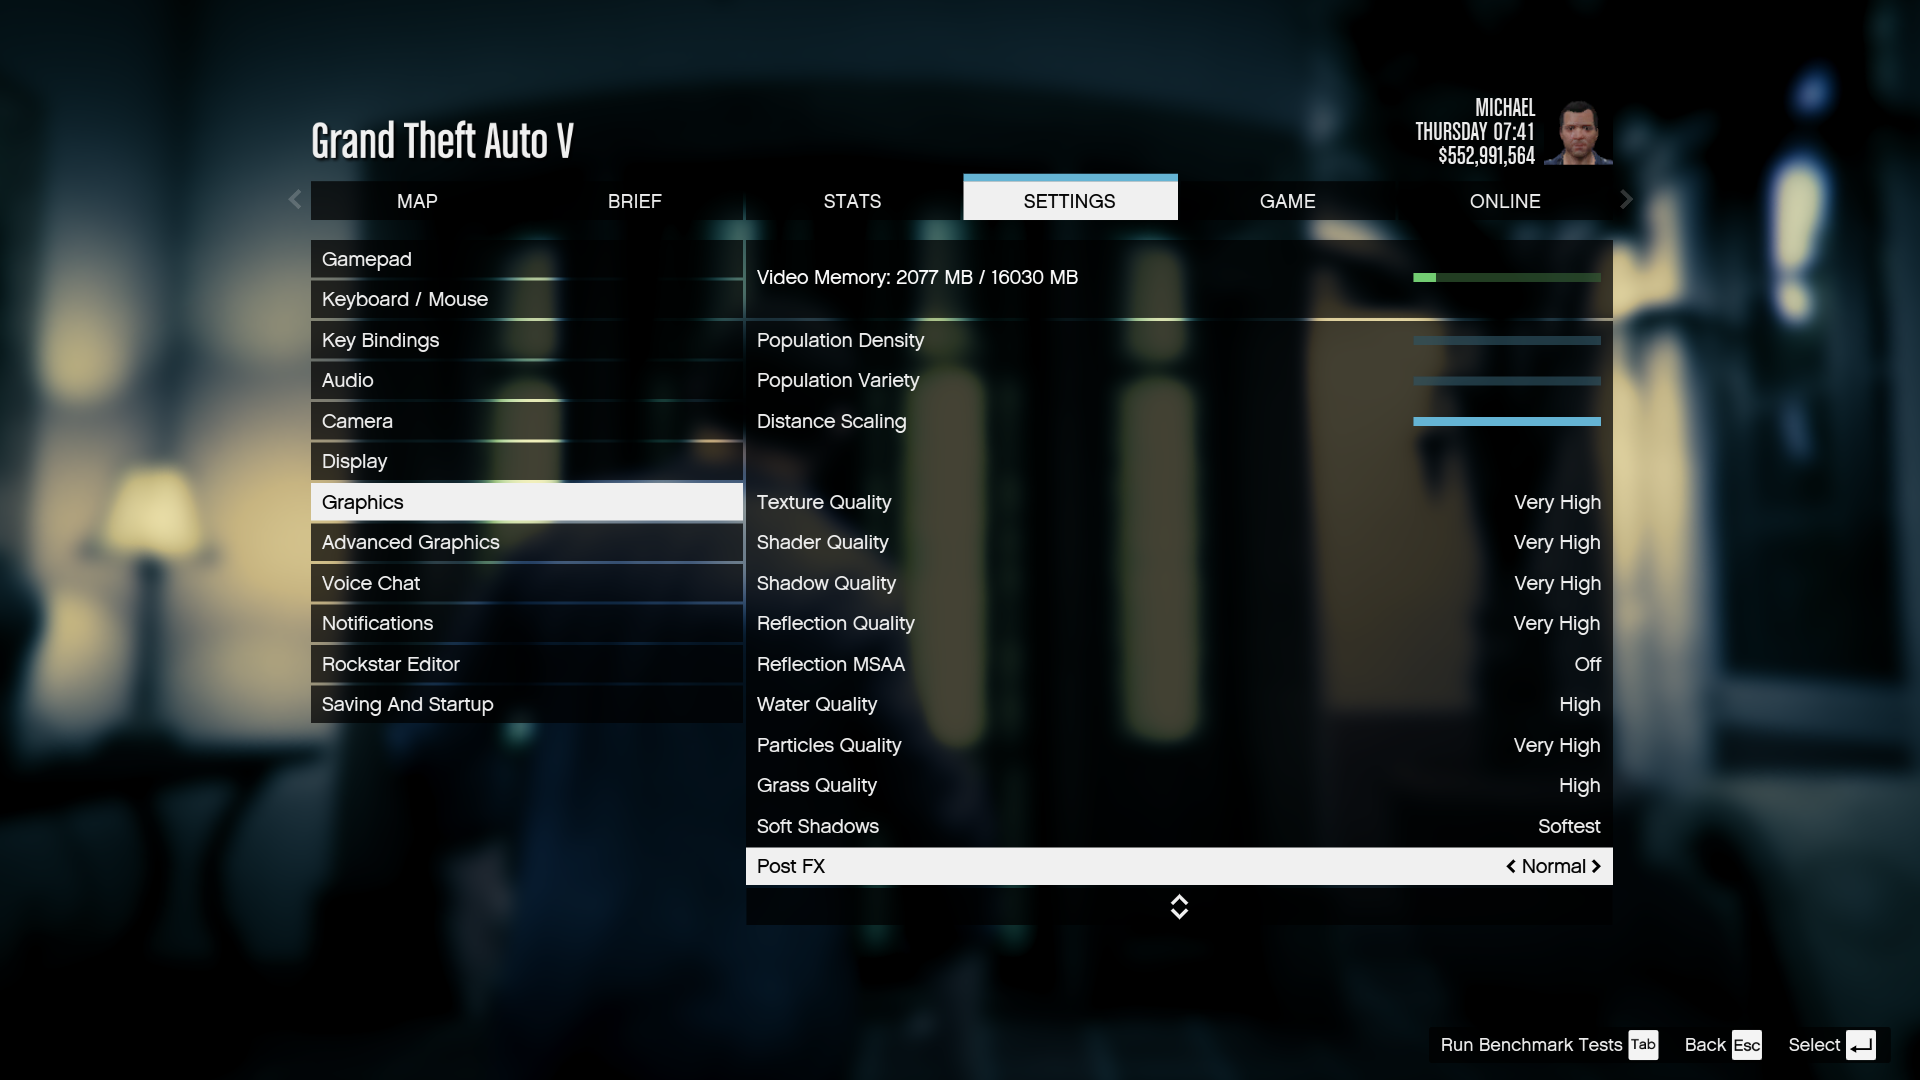 Grand Theft Auto V
MICHAEL
THURSDAY 07:41
$552,991,564
MAP BRIEF STATS SETTINGS GAME ONLINE
Gamepad
Keyboard / Mouse
Key Bindings
Audio
Camera
Display
Graphics
Advanced Graphics
Voice Chat
Notifications
Rockstar Editor
Saving And Startup
Video Memory: 2077 MB / 16030 MB
Population Density
Population Variety
Distance Scaling
Texture Quality Very High
Shader Quality Very High
Shadow Quality Very High
Reflection Quality Very High
Reflection MSAA Off
Water Quality High
Particles Quality Very High
Grass Quality High
Soft Shadows Softest
Post FX Normal
Run Benchmark Tests Tab Back Esc Select